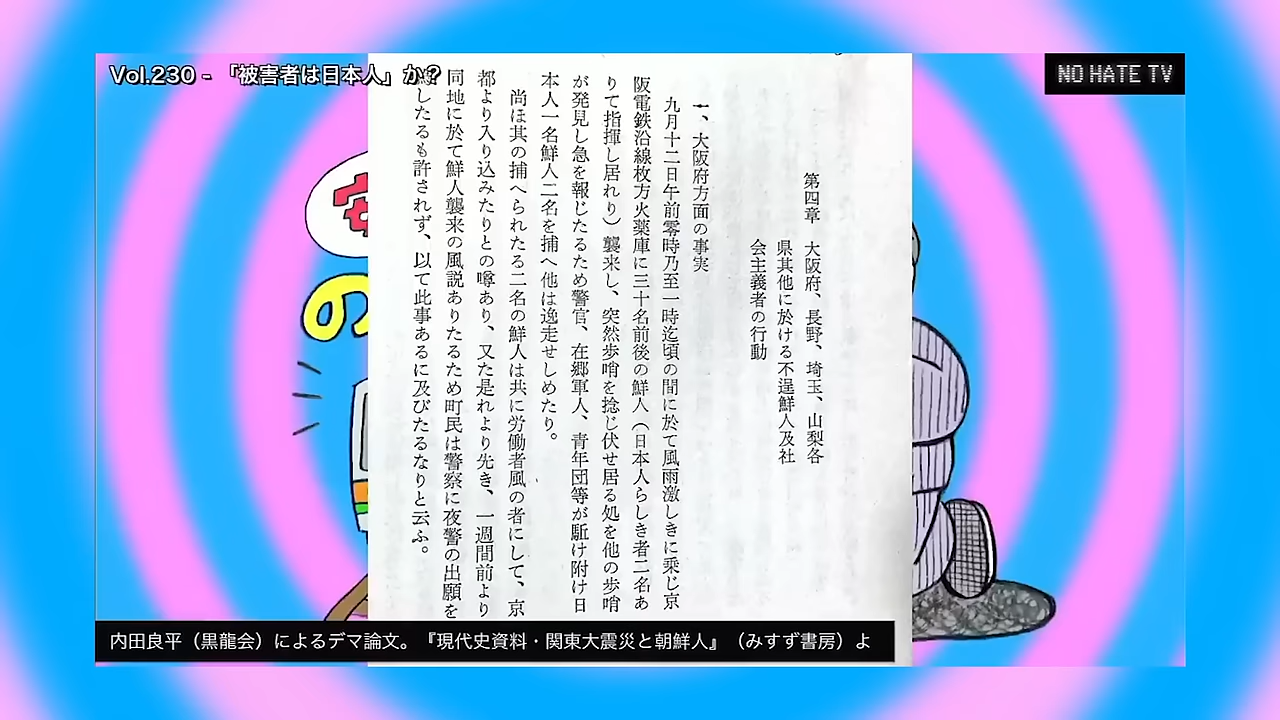 Vol.230 - 「被害者は日本人」か?
NO HATE TV
第四章　大阪府、長野、埼玉、山梨各
県其他に於ける不逞鮮人及社
会主義者の行動
一、大阪府方面の事実
九月十二日午前零時乃至一時迄頃の間に於て風雨激しきに乗じ京
阪電鉄沿線枚方火薬庫に三十名前後の鮮人（日本人らしき者二名あ
りて指揮し居れり）襲来し、突然歩哨を捻じ伏せ居る処を他の歩哨
が発見し急を報じたるため警官、在郷軍人、青年団等が駈け附け日
本人一名鮮人二名を捕へ他は逸走せしめたり。
尚ほ其の捕へられたる二名の鮮人は共に労働者風の者にして、京
都より入り込みたりとの噂あり、又た是れより先き、一週間前より
同地に於て鮮人襲来の風説ありたるため町民は警察に夜警の出願を
したるも許されず、以て此事あるに及びたるなりと云ふ。
の
内田良平（黒龍会）によるデマ論文。『現代史資料・関東大震災と朝鮮人』（みすず書房）よ